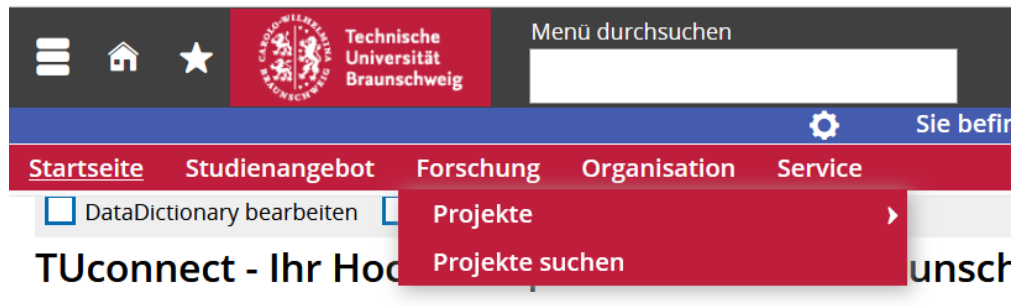 Technische
Universität
Braunschweig
Menü durchsuchen
Sie befin
Startseite Studienangebot Forschung Organisation Service
DataDictionary bearbeiten
Projekte
Projekte suchen
TUconnect - Ihr Hoc unsch